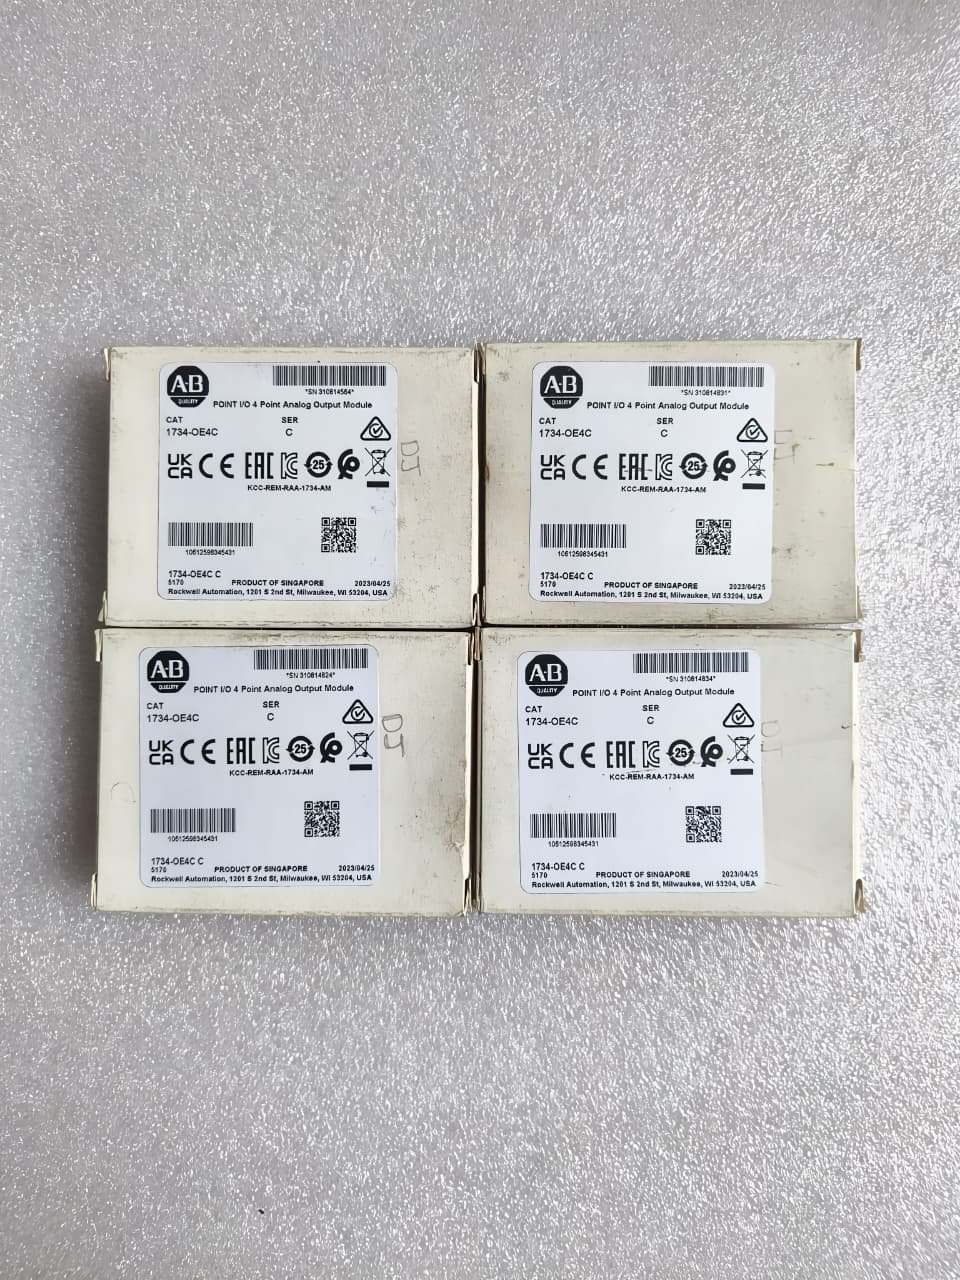 A-B
QUALITY
*SN 310814564*
POINT I/O 4 Point Analog Output Module
CAT
SER
1734-OE4C
C
UK CA CE EAC 25
KCC-REM-RAA-1734-AM
DJ
10612598345431
1734-OE4C C
5170
PRODUCT OF SINGAPORE
2023/04/25
Rockwell Automation, 1201 S 2nd St, Milwaukee, WI 53204, USA
A-B
QUALITY
*SN 310814831*
POINT I/O 4 Point Analog Output Module
CAT
SER
1734-OE4C
C
UK CA CE EAC 25
KCC-REM-RAA-1734-AM
DJ
10612598345431
1734-OE4C C
5170
PRODUCT OF SINGAPORE
2023/04/25
Rockwell Automation, 1201 S 2nd St, Milwaukee, WI 53204, USA
A-B
QUALITY
*SN 310814824*
POINT I/O 4 Point Analog Output Module
CAT
SER
1734-OE4C
C
UK CA CE EAC 25
KCC-REM-RAA-1734-AM
DJ
10612598345431
1734-OE4C C
5170
PRODUCT OF SINGAPORE
2023/04/25
Rockwell Automation, 1201 S 2nd St, Milwaukee, WI 53204, USA
A-B
QUALITY
*SN 310814834*
POINT I/O 4 Point Analog Output Module
CAT
SER
1734-OE4C
C
UK CA CE EAC 25
KCC-REM-RAA-1734-AM
DJ
10612598345431
1734-OE4C C
5170
PRODUCT OF SINGAPORE
2023/04/25
Rockwell Automation, 1201 S 2nd St, Milwaukee, WI 53204, USA